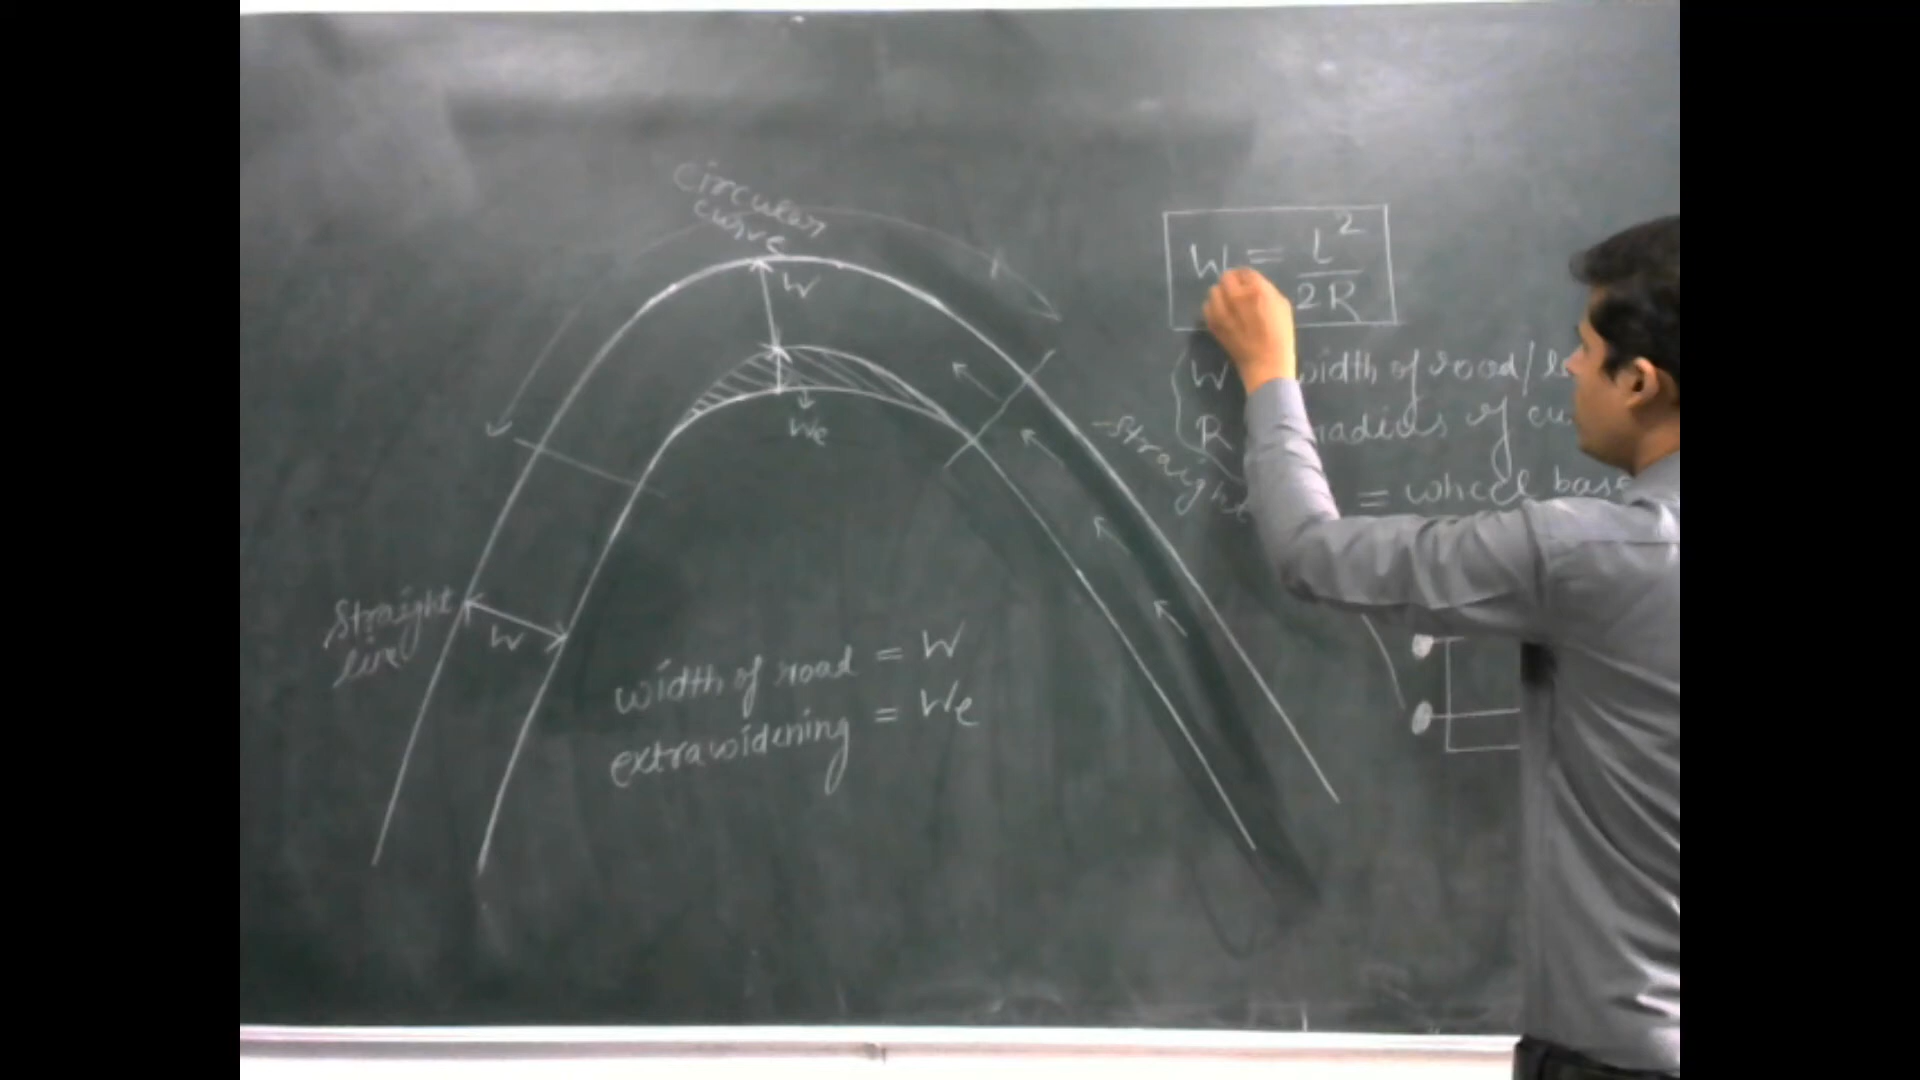 circular
curve
W
We
W = l²/2R
W width of road/
R radius of
= wheel base
straight
Straight
line
W
width of road = W
extrawidening = We